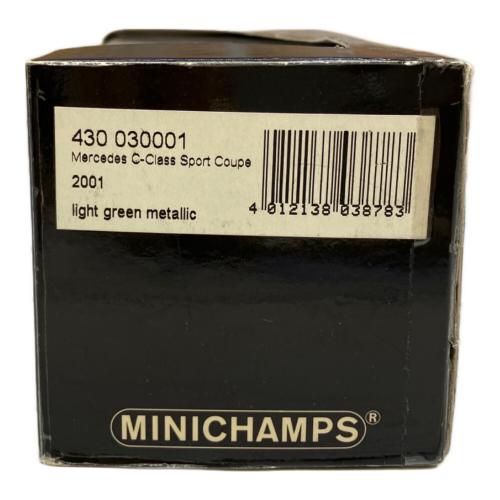 430 030001
Mercedes C-Class Sport Coupe
2001
light green metallic
4 012138 038783
MINICHAMPS®